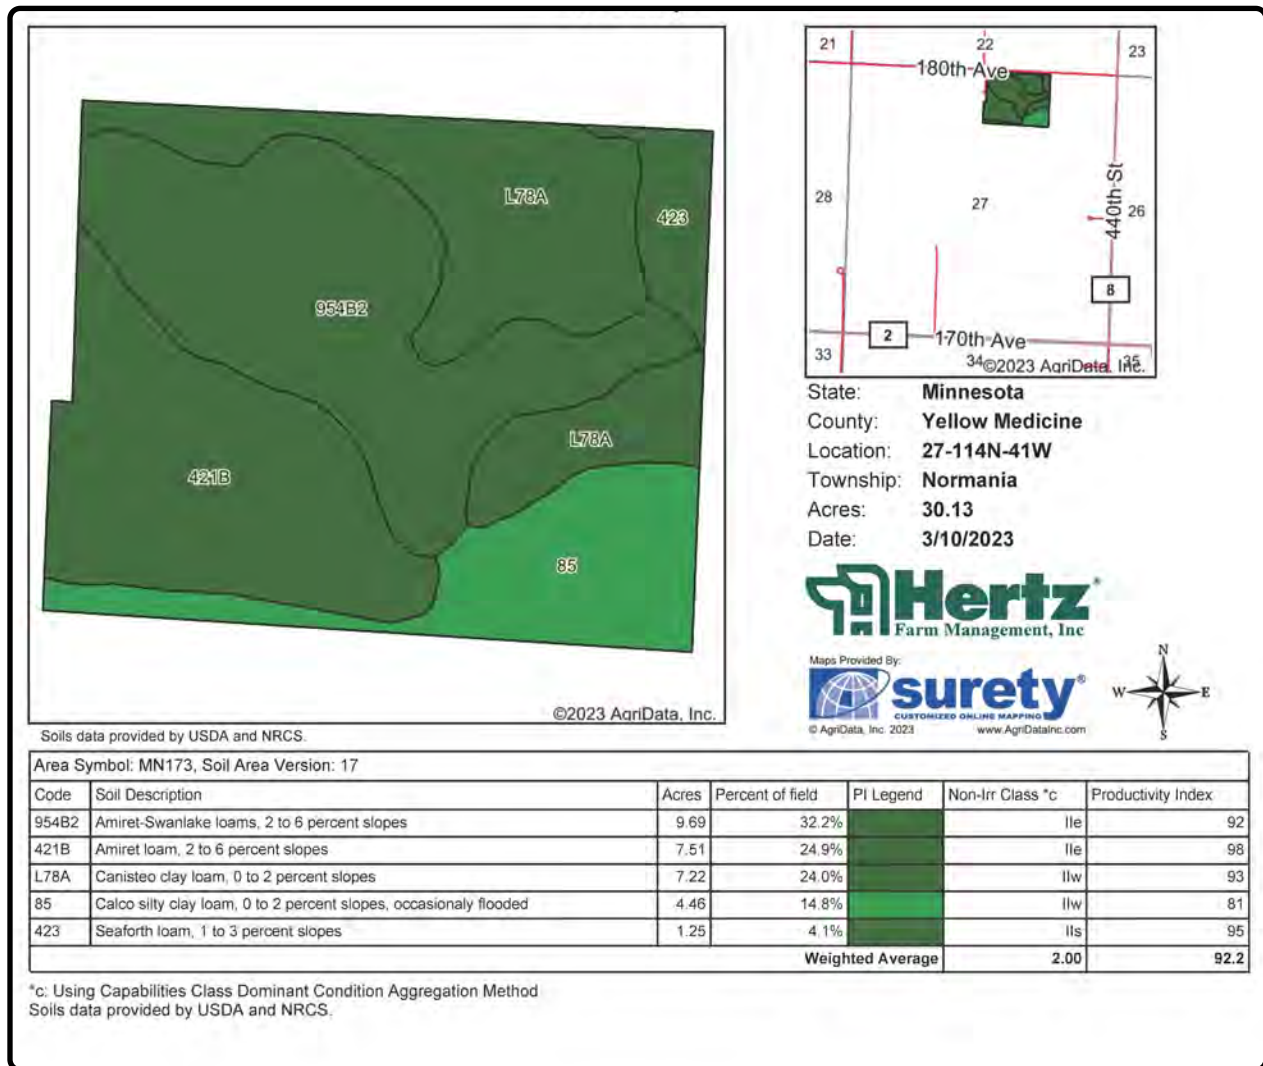 L78A
423
954B2
L78A
421B
85
©2023 AgriData, Inc.
Soils data provided by USDA and NRCS.
21
22
23
180th Ave
28
27
26
440th St
8
2
170th Ave
33
34
35
©2023 AgriData, Inc.
State: Minnesota
County: Yellow Medicine
Location: 27-114N-41W
Township: Normania
Acres: 30.13
Date: 3/10/2023
Hertz®
Farm Management, Inc
Maps Provided By:
surety®
CUSTOMIZED ONLINE MAPPING
© AgriData, Inc. 2023 www.AgriDataInc.com
N
W E
S
Area Symbol: MN173, Soil Area Version: 17
Code Soil Description Acres Percent of field PI Legend Non-Irr Class *c Productivity Index
954B2 Amiret-Swanlake loams, 2 to 6 percent slopes 9.69 32.2% IIe 92
421B Amiret loam, 2 to 6 percent slopes 7.51 24.9% IIe 98
L78A Canisteo clay loam, 0 to 2 percent slopes 7.22 24.0% IIw 93
85 Calco silty clay loam, 0 to 2 percent slopes, occasionaly flooded 4.46 14.8% IIw 81
423 Seaforth loam, 1 to 3 percent slopes 1.25 4.1% IIs 95
Weighted Average 2.00 92.2
*c: Using Capabilities Class Dominant Condition Aggregation Method
Soils data provided by USDA and NRCS.